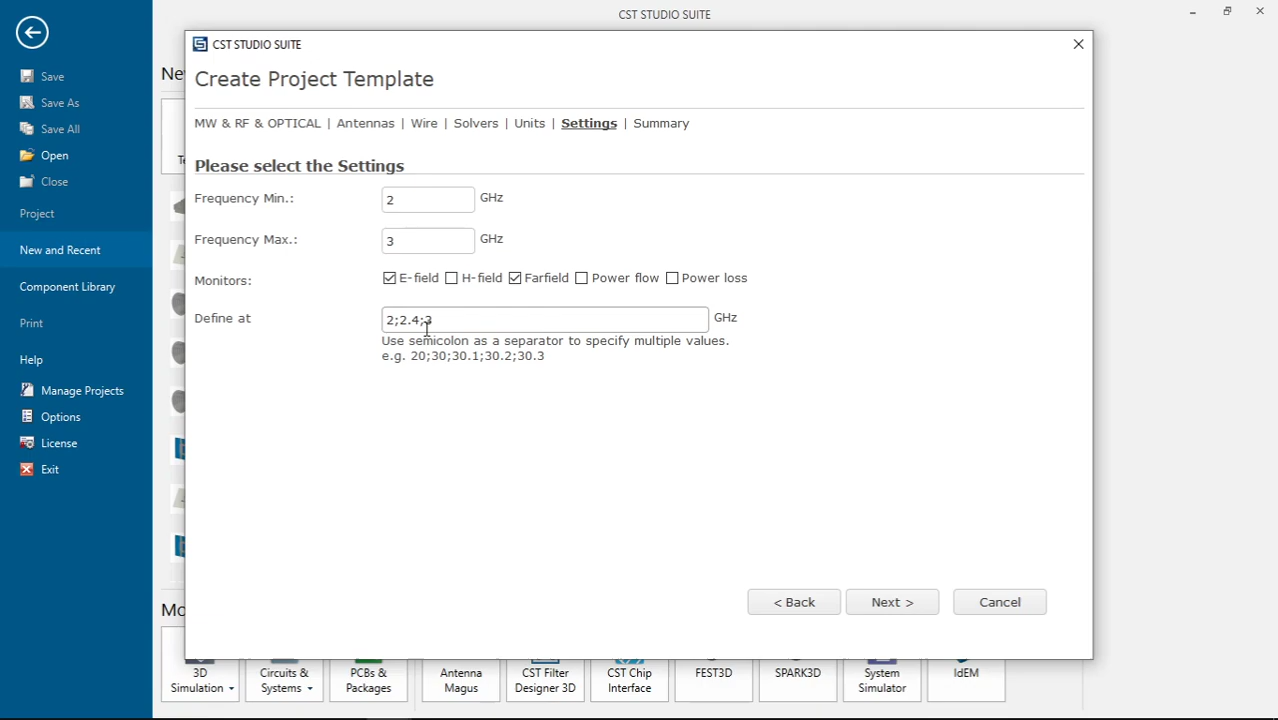 CST STUDIO SUITE
CST STUDIO SUITE
Create Project Template
MW & RF & OPTICAL | Antennas | Wire | Solvers | Units | Settings | Summary
Please select the Settings
Frequency Min.: 2 GHz
Frequency Max.: 3 GHz
Monitors: E-field H-field Farfield Power flow Power loss
Define at 2;2.4;3 GHz
Use semicolon as a separator to specify multiple values.
e.g. 20;30;30.1;30.2;30.3
< Back Next > Cancel
Save
Save As
Save All
Open
Close
Project
New and Recent
Component Library
Print
Help
Manage Projects
Options
License
Exit
3D
Simulation
Circuits &
Systems
PCBs &
Packages
Antenna
Magus
CST Filter
Designer 3D
CST Chip
Interface
FEST3D
SPARK3D
System
Simulator
IdEM